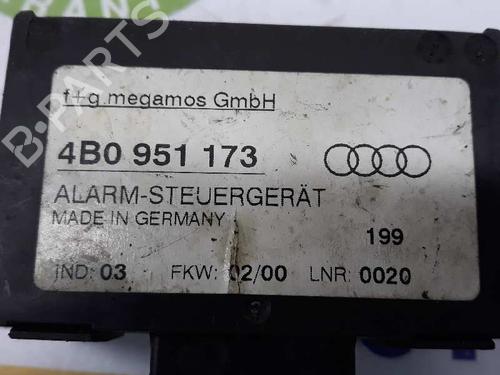 f+g megamos GmbH
4B0 951 173
ALARM-STEUERGERÄT
MADE IN GERMANY
199
IND: 03 FKW: 02/00 LNR: 0020
B-PARTS